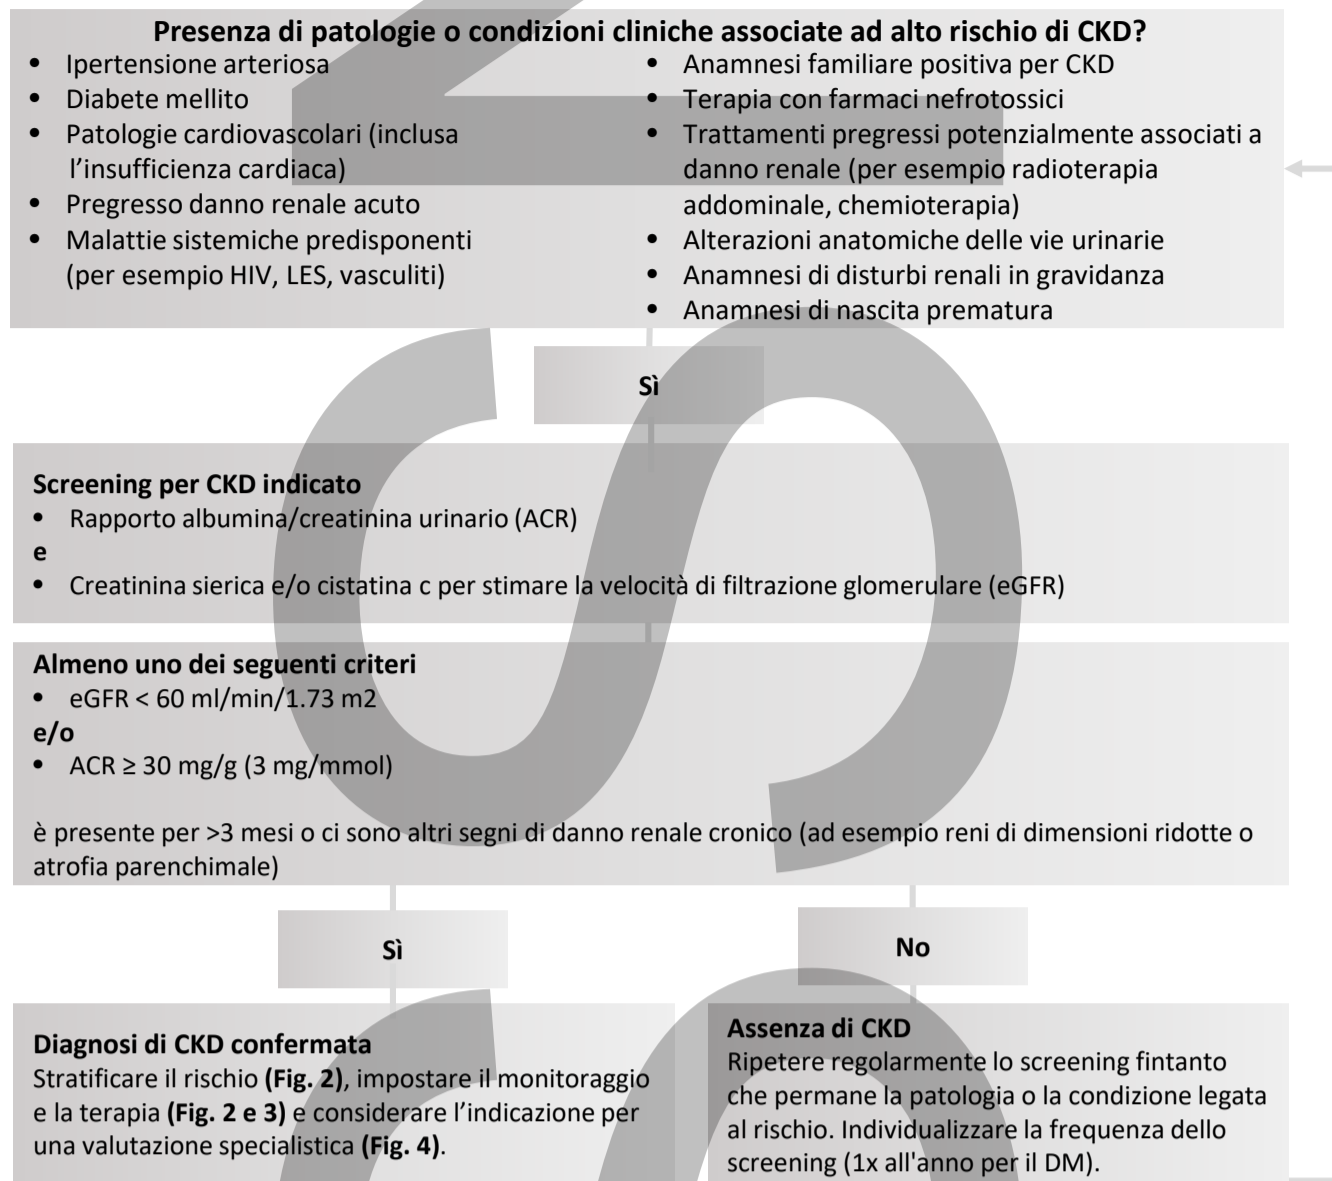 Presenza di patologie o condizioni cliniche associate ad alto rischio di CKD?
• Ipertensione arteriosa
• Diabete mellito
• Patologie cardiovascolari (inclusa
l'insufficienza cardiaca)
• Pregresso danno renale acuto
• Malattie sistemiche predisponenti
(per esempio HIV, LES, vasculiti)
• Anamnesi familiare positiva per CKD
• Terapia con farmaci nefrotossici
• Trattamenti pregressi potenzialmente associati a
danno renale (per esempio radioterapia
addominale, chemioterapia)
• Alterazioni anatomiche delle vie urinarie
• Anamnesi di disturbi renali in gravidanza
• Anamnesi di nascita prematura
Sì
Screening per CKD indicato
• Rapporto albumina/creatinina urinario (ACR)
e
• Creatinina sierica e/o cistatina c per stimare la velocità di filtrazione glomerulare (eGFR)
Almeno uno dei seguenti criteri
• eGFR < 60 ml/min/1.73 m2
e/o
• ACR ≥ 30 mg/g (3 mg/mmol)
è presente per >3 mesi o ci sono altri segni di danno renale cronico (ad esempio reni di dimensioni ridotte o
atrofia parenchimale)
Sì
No
Diagnosi di CKD confermata
Stratificare il rischio (Fig. 2), impostare il monitoraggio
e la terapia (Fig. 2 e 3) e considerare l'indicazione per
una valutazione specialistica (Fig. 4).
Assenza di CKD
Ripetere regolarmente lo screening fintanto
che permane la patologia o la condizione legata
al rischio. Individualizzare la frequenza dello
screening (1x all'anno per il DM).